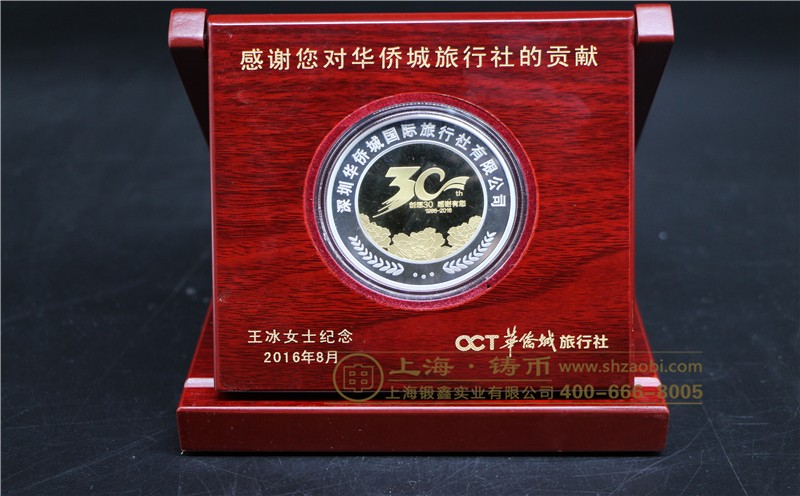 感谢您对华侨城旅行社的贡献
深圳华侨城国际旅行社有限公司
30th
创想30 感谢有您
1986-2016
王冰女士纪念
2016年8月
OCT 華僑城 旅行社
申 上海·铸币 www.shzaobi.com
上海锻鑫实业有限公司 400-666-8005